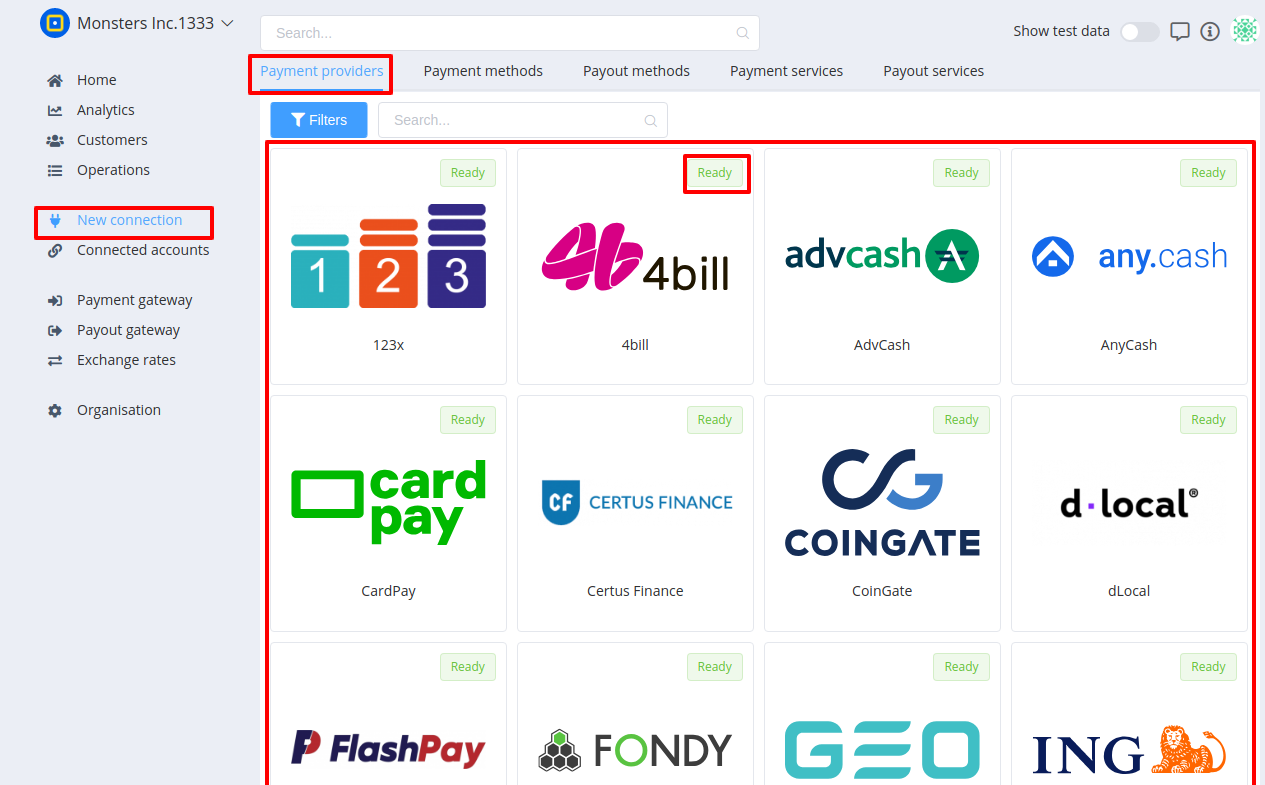 Monsters Inc.1333
Search...
Show test data
Home
Analytics
Customers
Operations
New connection
Connected accounts
Payment gateway
Payout gateway
Exchange rates
Organisation
Payment providers
Payment methods
Payout methods
Payment services
Payout services
Filters
Search...
Ready
1 2 3
123x
Ready
4bill
4bill
Ready
advcash
AdvCash
Ready
any.cash
AnyCash
Ready
card
pay
CardPay
Ready
CF CERTUS FINANCE
Certus Finance
Ready
CG
COINGATE
CoinGate
Ready
d·local®
dLocal
Ready
FlashPay
Ready
FONDY
Ready
GEO
Ready
ING